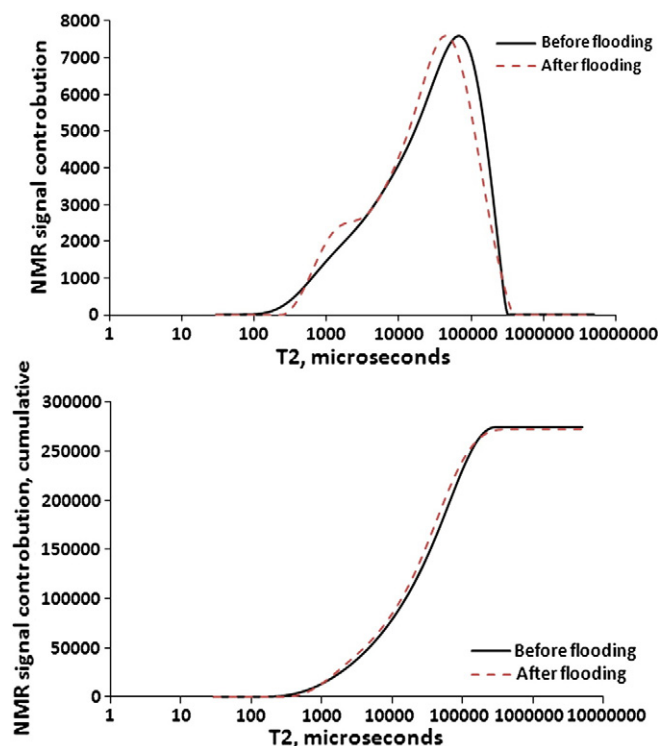 8000
7000
6000
5000
4000
3000
2000
1000
0
NMR signal controbution
Before flooding
After flooding
1 10 100 1000 10000 100000 1000000 10000000
T2, microseconds
300000
250000
200000
150000
100000
50000
0
NMR signal controbution, cumulative
Before flooding
After flooding
1 10 100 1000 10000 100000 1000000 10000000
T2, microseconds